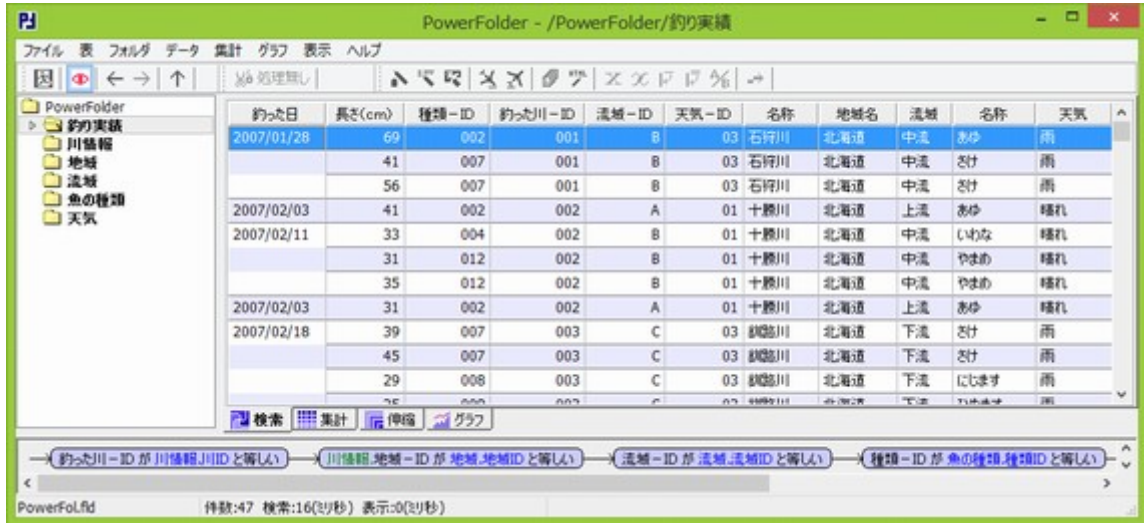 PowerFolder - /PowerFolder/釣り実績
ファイル 表 フォルダ データ 集計 グラフ 表示 ヘルプ
処理無し
PowerFolder
釣り実績
川情報
地域
流域
魚の種類
天気
釣った日 長さ(cm) 種類-ID 釣った川-ID 流域-ID 天気-ID 名称 地域名 流域 名称 天気
2007/01/28 69 002 001 B 03 石狩川 北海道 中流 あゆ 雨
41 007 001 B 03 石狩川 北海道 中流 さけ 雨
56 007 001 B 03 石狩川 北海道 中流 さけ 雨
2007/02/03 41 002 002 A 01 十勝川 北海道 上流 あゆ 晴れ
2007/02/11 33 004 002 B 01 十勝川 北海道 中流 いわな 晴れ
31 012 002 B 01 十勝川 北海道 中流 やまめ 晴れ
35 012 002 B 01 十勝川 北海道 中流 やまめ 晴れ
2007/02/03 31 002 002 A 01 十勝川 北海道 上流 あゆ 晴れ
2007/02/18 39 007 003 C 03 釧路川 北海道 下流 さけ 雨
45 007 003 C 03 釧路川 北海道 下流 さけ 雨
29 008 003 C 03 釧路川 北海道 下流 にじます 雨
検索 集計 伸縮 グラフ
釣った川-ID が 川情報.川ID と等しい 川情報.地域-ID が 地域.地域ID と等しい 流域-ID が 流域.流域ID と等しい 種類-ID が 魚の種類.種類ID と等しい
PowerFol.fld 件数:47 検索:16(ミリ秒) 表示:0(ミリ秒)